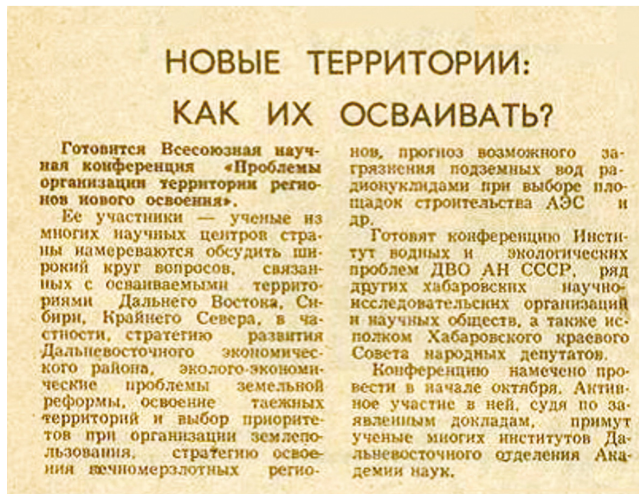 НОВЫЕ ТЕРРИТОРИИ:
КАК ИХ ОСВАИВАТЬ?
Готовится Всесоюзная науч-
ная конференция «Проблемы
организации территории регио-
нов нового освоения».
Ее участники — ученые из
многих научных центров стра-
ны намереваются обсудить ши-
рокий круг вопросов, связан-
ных с осваиваемыми террито-
риями Дальнего Востока, Си-
бири, Крайнего Севера, в ча-
стности, стратегию развития
Дальневосточного экономичес-
кого района, эколого-экономи-
ческие проблемы земельной
реформы, освоение таежных
территорий и выбор приорите-
тов при организации землепо-
льзования, стратегию освое-
ния вечномерзлотных регио-
нов, прогноз возможного за-
грязнения подземных вод ра-
дионуклидами при выборе пло-
щадок строительства АЭС и
др.
Готовят конференцию Инсти-
тут водных и экологических
проблем ДВО АН СССР, ряд
других хабаровских научно-
исследовательских организаций
и научных обществ, а также ис-
полком Хабаровского краевого
Совета народных депутатов.
Конференцию намечено про-
вести в начале октября. Актив-
ное участие в ней, судя по за-
явленным докладам, примут
ученые многих институтов Да-
льневосточного отделения Ака-
демии наук.